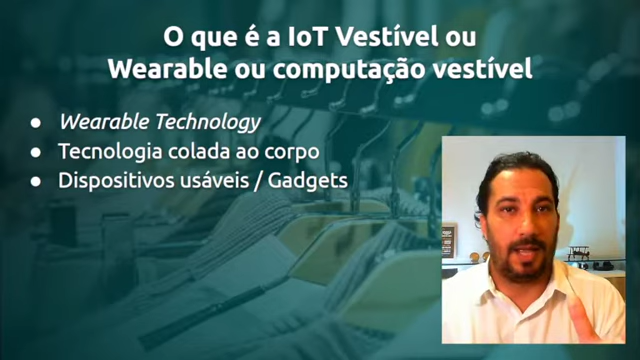 O que é a IoT Vestível ou
Wearable ou computação vestível
● Wearable Technology
● Tecnologia colada ao corpo
● Dispositivos usáveis / Gadgets